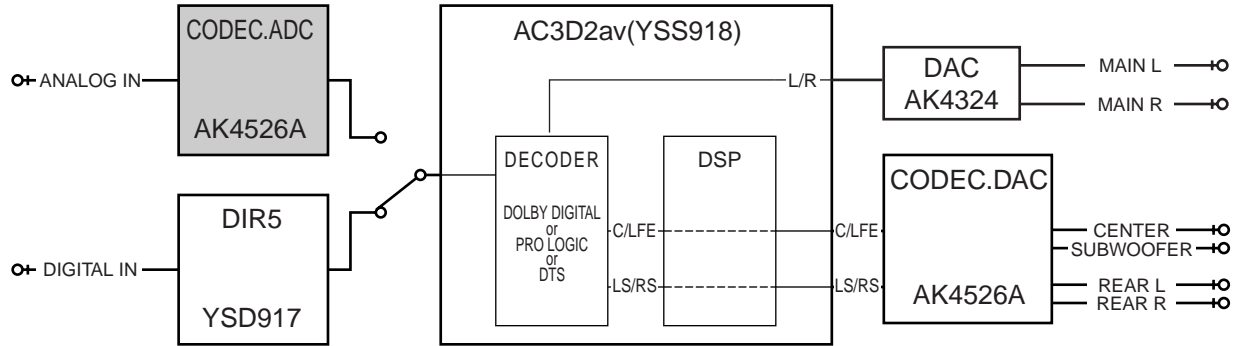 CODEC.ADC
ANALOG IN
AK4526A
DIR5
DIGITAL IN
YSD917
AC3D2av(YSS918)
L/R
DECODER
DOLBY DIGITAL
or
PRO LOGIC
or
DTS
C/LFE
LS/RS
DSP
C/LFE
LS/RS
DAC
AK4324
MAIN L
MAIN R
CODEC.DAC
AK4526A
CENTER
SUBWOOFER
REAR L
REAR R